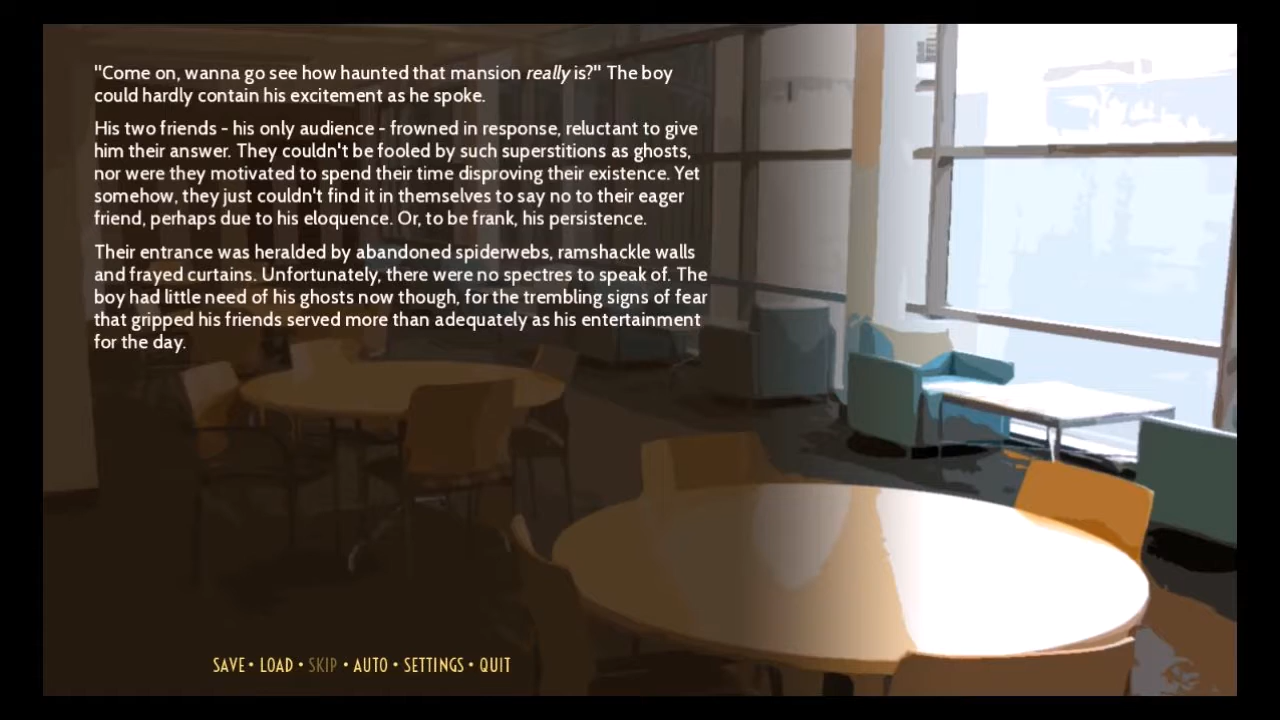 "Come on, wanna go see how haunted that mansion really is?" The boy
could hardly contain his excitement as he spoke.
His two friends - his only audience - frowned in response, reluctant to give
him their answer. They couldn't be fooled by such superstitions as ghosts,
nor were they motivated to spend their time disproving their existence. Yet
somehow, they just couldn't find it in themselves to say no to their eager
friend, perhaps due to his eloquence. Or, to be frank, his persistence.
Their entrance was heralded by abandoned spiderwebs, ramshackle walls
and frayed curtains. Unfortunately, there were no spectres to speak of. The
boy had little need of his ghosts now though, for the trembling signs of fear
that gripped his friends served more than adequately as his entertainment
for the day.
SAVE • LOAD • SKIP • AUTO • SETTINGS • QUIT